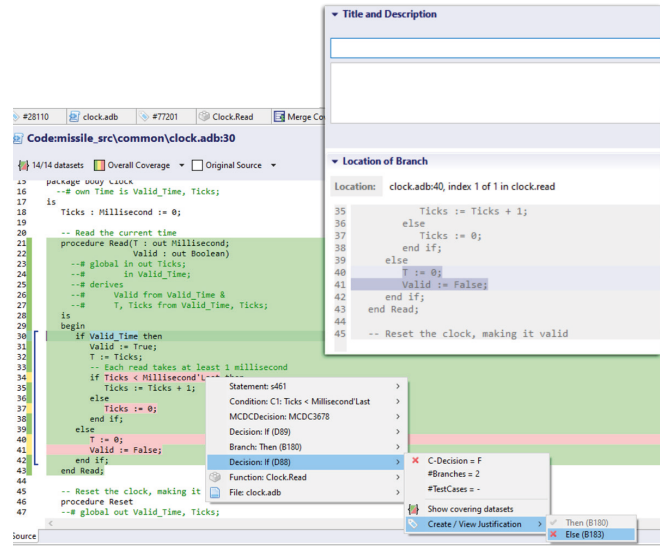 Title and Description
Location of Branch
Location: clock.adb:40, index 1 of 1 in clock.read
35 Ticks := Ticks + 1;
36 else
37 Ticks := 0;
38 end if;
39 else
40 T := 0;
41 Valid := False;
42 end if;
43 end Read;
44
45 -- Reset the clock, making it valid
#28110 clock.adb #77201 Clock.Read Merge Co
Code:missile_src\common\clock.adb:30
14/14 datasets Overall Coverage Original Source
15 package body Clock
16 --# own Time is Valid_Time, Ticks;
17 is
18 Ticks : Millisecond := 0;
19
20 -- Read the current time
21 procedure Read(T : out Millisecond;
22 Valid : out Boolean)
23 --# global in out Ticks;
24 --# in Valid_Time;
25 --# derives
26 --# Valid from Valid_Time &
27 --# T, Ticks from Valid_Time, Ticks;
28 is
29 begin
30 if Valid_Time then
31 Valid := True;
32 T := Ticks;
33 -- Each read takes at least 1 millisecond
34 if Ticks < Millisecond'Last then
35 Ticks := Ticks + 1;
36 else
37 Ticks := 0;
38 end if;
39 else
40 T := 0;
41 Valid := False;
42 end if;
43 end Read;
44
45 -- Reset the clock, making it
46 procedure Reset
47 --# global out Valid_Time, Ticks;
Source
Statement: s461
Condition: C1: Ticks < Millisecond'Last
MCDCDecision: MCDC3678
Decision: If (D89)
Branch: Then (B180)
Decision: If (D88)
Function: Clock.Read
File: clock.adb
C-Decision = F
#Branches = 2
#TestCases = -
Show covering datasets
Create / View Justification
Then (B180)
Else (B183)